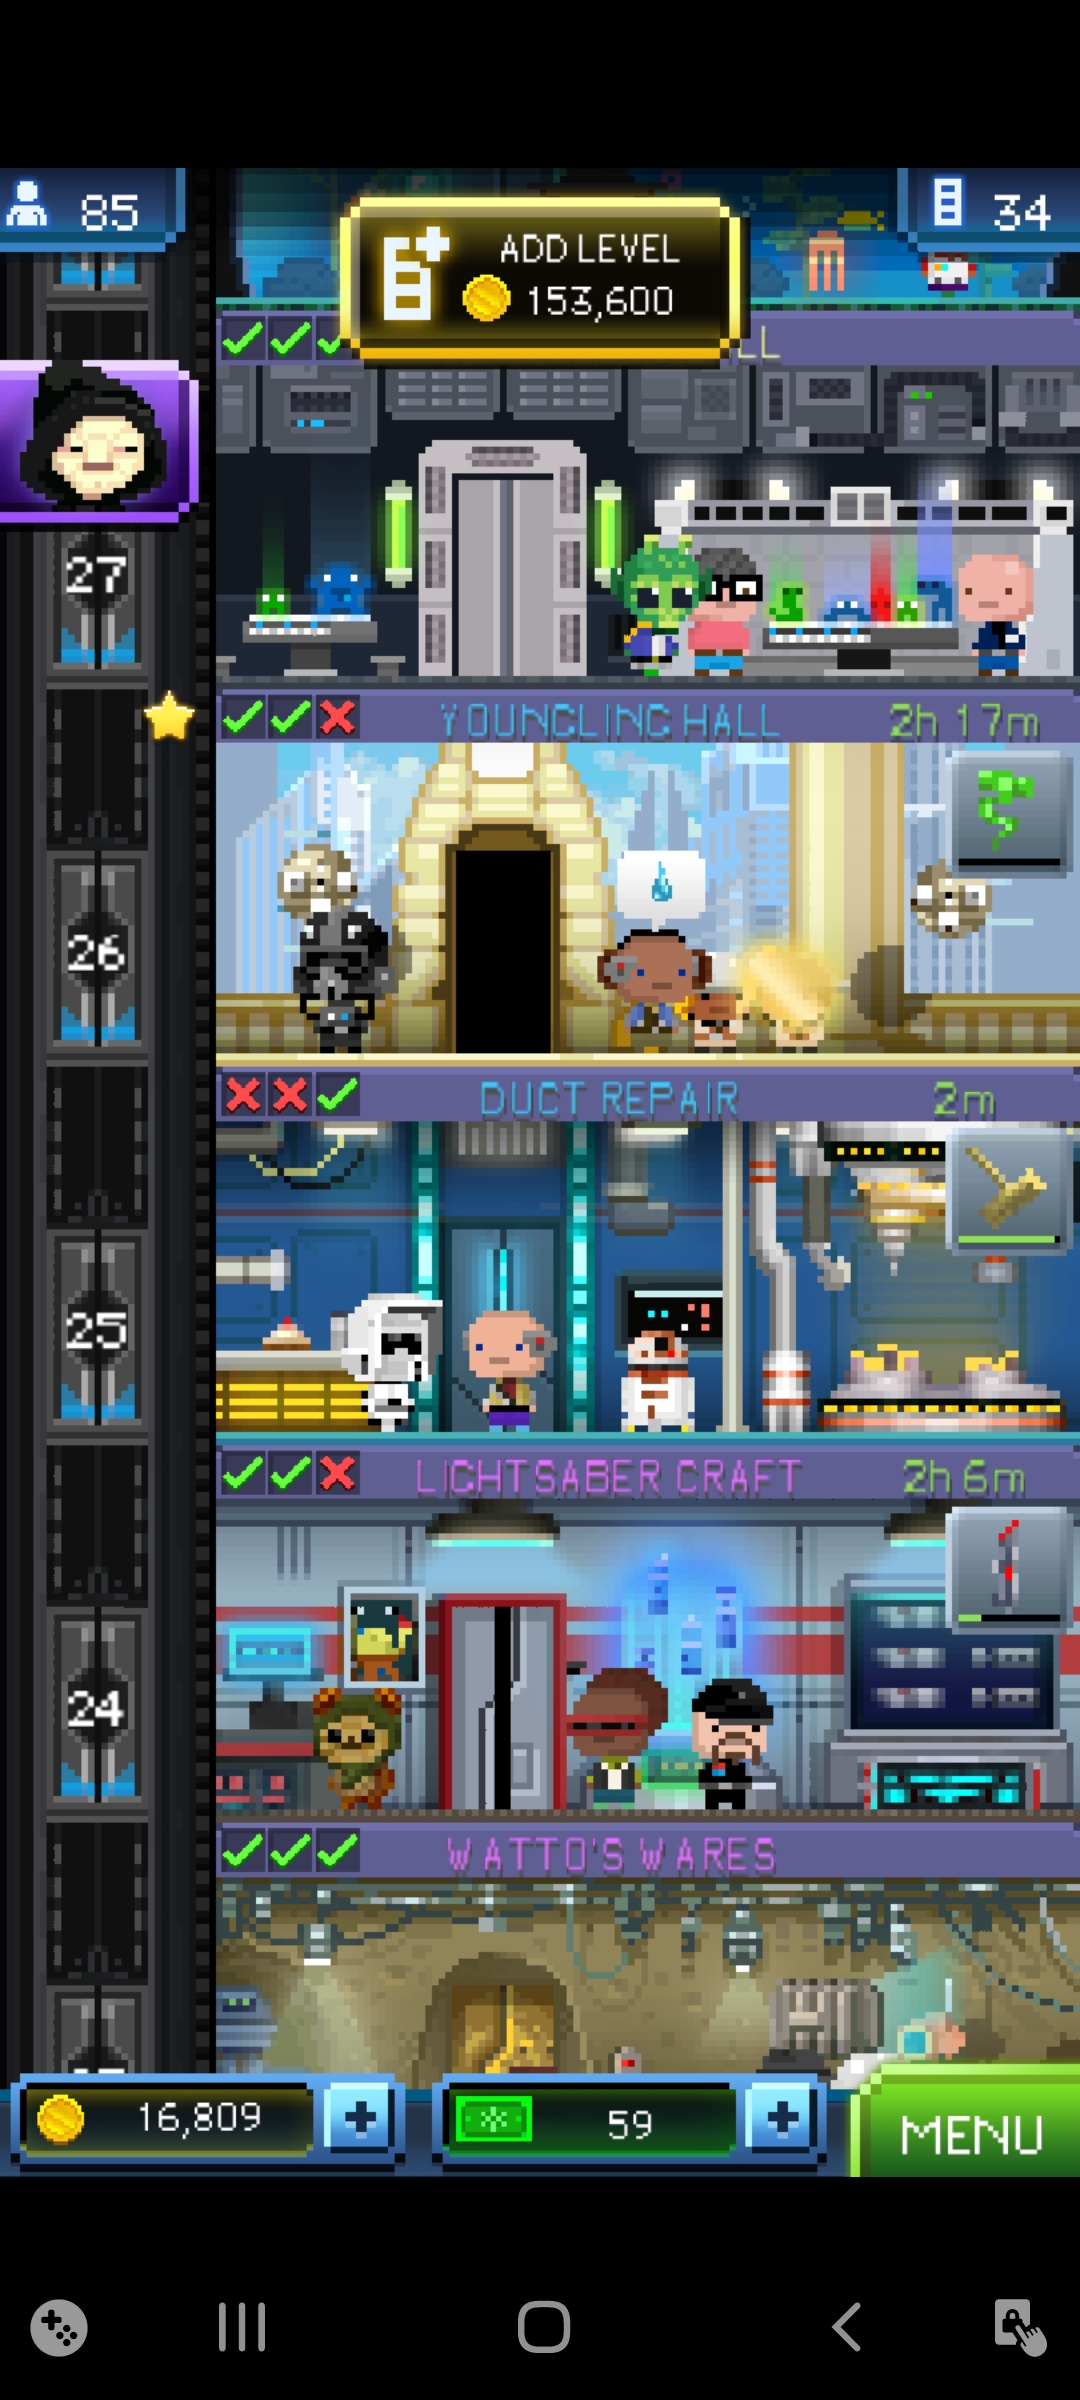 85
34
ADD LEVEL
153,600
LL
27
YOUNGLING HALL 2h 17m
26
DUCT REPAIR 2m
25
LIGHTSABER CRAFT 2h 6m
24
WATTO'S WARES
16,809
59
MENU